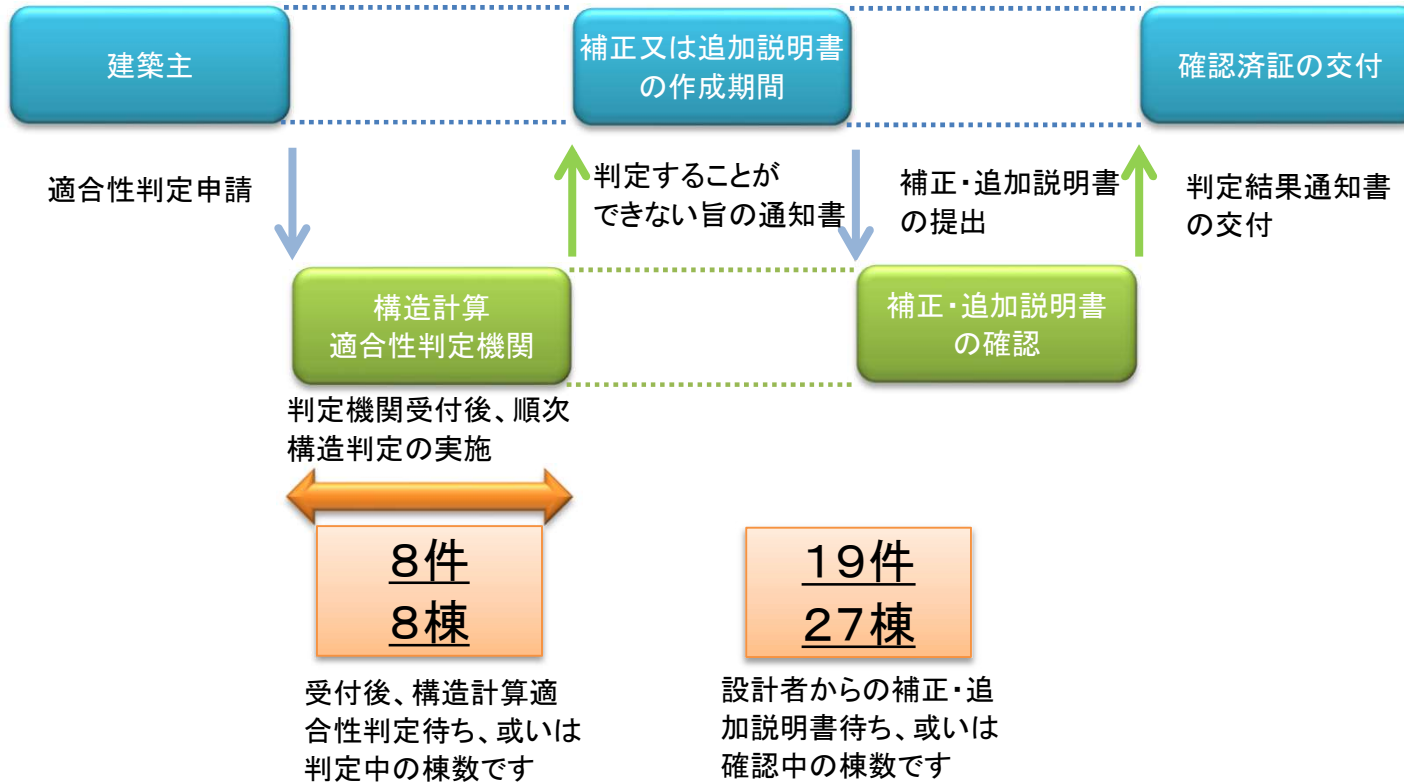 建築主
補正又は追加説明書
の作成期間
確認済証の交付
適合性判定申請
判定することが
できない旨の通知書
補正・追加説明書
の提出
判定結果通知書
の交付
構造計算
適合性判定機関
補正・追加説明書
の確認
判定機関受付後、順次
構造判定の実施
8件
8棟
19件
27棟
受付後、構造計算適
合性判定待ち、或いは
判定中の棟数です
設計者からの補正・追
加説明書待ち、或いは
確認中の棟数です